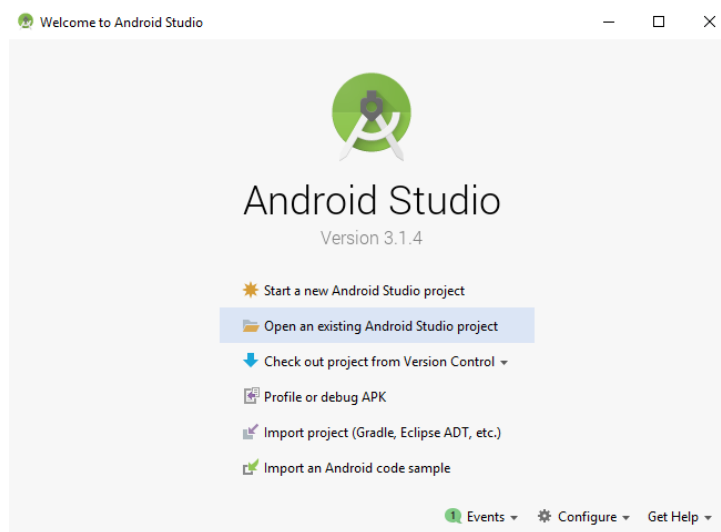 Welcome to Android Studio
Android Studio
Version 3.1.4
Start a new Android Studio project
Open an existing Android Studio project
Check out project from Version Control
Profile or debug APK
Import project (Gradle, Eclipse ADT, etc.)
Import an Android code sample
1 Events Configure Get Help